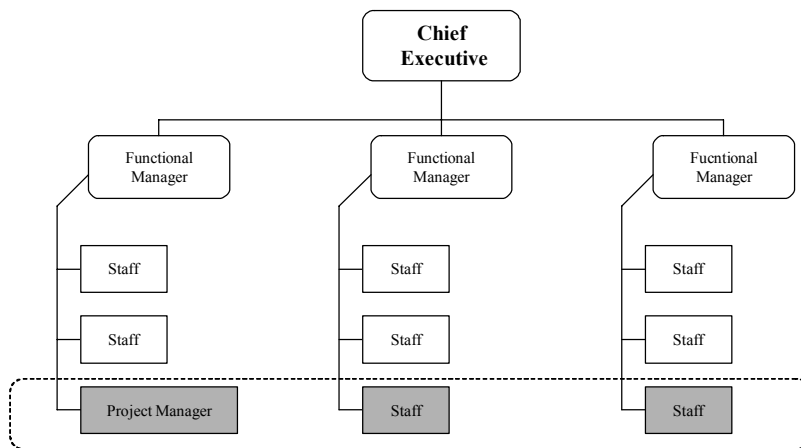 Chief
Executive
Functional
Manager
Functional
Manager
Fucntional
Manager
Staff
Staff
Staff
Staff
Staff
Staff
Project Manager
Staff
Staff